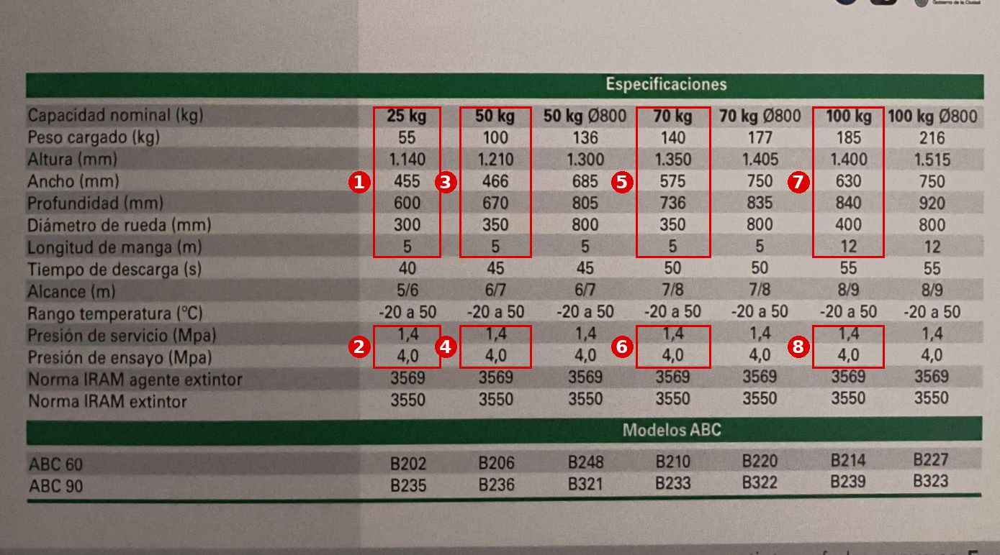 Gobierno de la Ciudad
Especificaciones
Capacidad nominal (kg) 25 kg 50 kg 50 kg Ø800 70 kg 70 kg Ø800 100 kg 100 kg Ø800
Peso cargado (kg) 55 100 136 140 177 185 216
Altura (mm) 1.140 1.210 1.300 1.350 1.405 1.400 1.515
1 3 5 7
Ancho (mm) 455 466 685 575 750 630 750
Profundidad (mm) 600 670 805 736 835 840 920
Diámetro de rueda (mm) 300 350 800 350 800 400 800
Longitud de manga (m) 5 5 5 5 5 12 12
Tiempo de descarga (s) 40 45 45 50 50 55 55
Alcance (m) 5/6 6/7 6/7 7/8 7/8 8/9 8/9
Rango temperatura (ºC) -20 a 50 -20 a 50 -20 a 50 -20 a 50 -20 a 50 -20 a 50 -20 a 50
Presión de servicio (Mpa) 1,4 1,4 1,4 1,4 1,4 1,4 1,4
2 4 6 8
Presión de ensayo (Mpa) 4,0 4,0 4,0 4,0 4,0 4,0 4,0
Norma IRAM agente extintor 3569 3569 3569 3569 3569 3569 3569
Norma IRAM extintor 3550 3550 3550 3550 3550 3550 3550
Modelos ABC
ABC 60 B202 B206 B248 B210 B220 B214 B227
ABC 90 B235 B236 B321 B233 B322 B239 B323